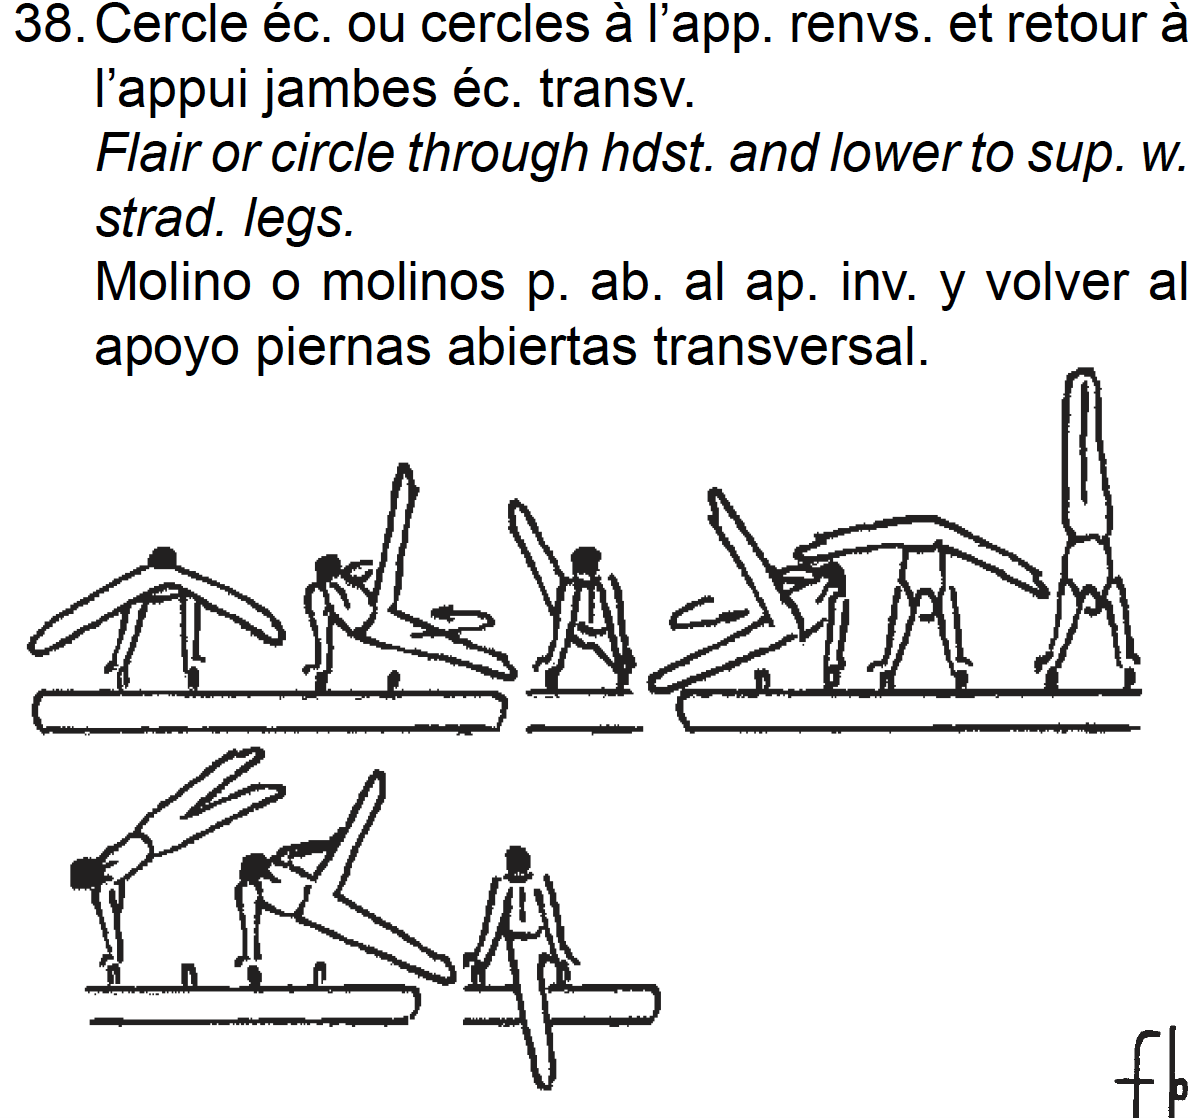 38. Cercle éc. ou cercles à l’app. renvs. et retour à
l’appui jambes éc. transv.
Flair or circle through hdst. and lower to sup. w.
strad. legs.
Molino o molinos p. ab. al ap. inv. y volver al
apoyo piernas abiertas transversal.